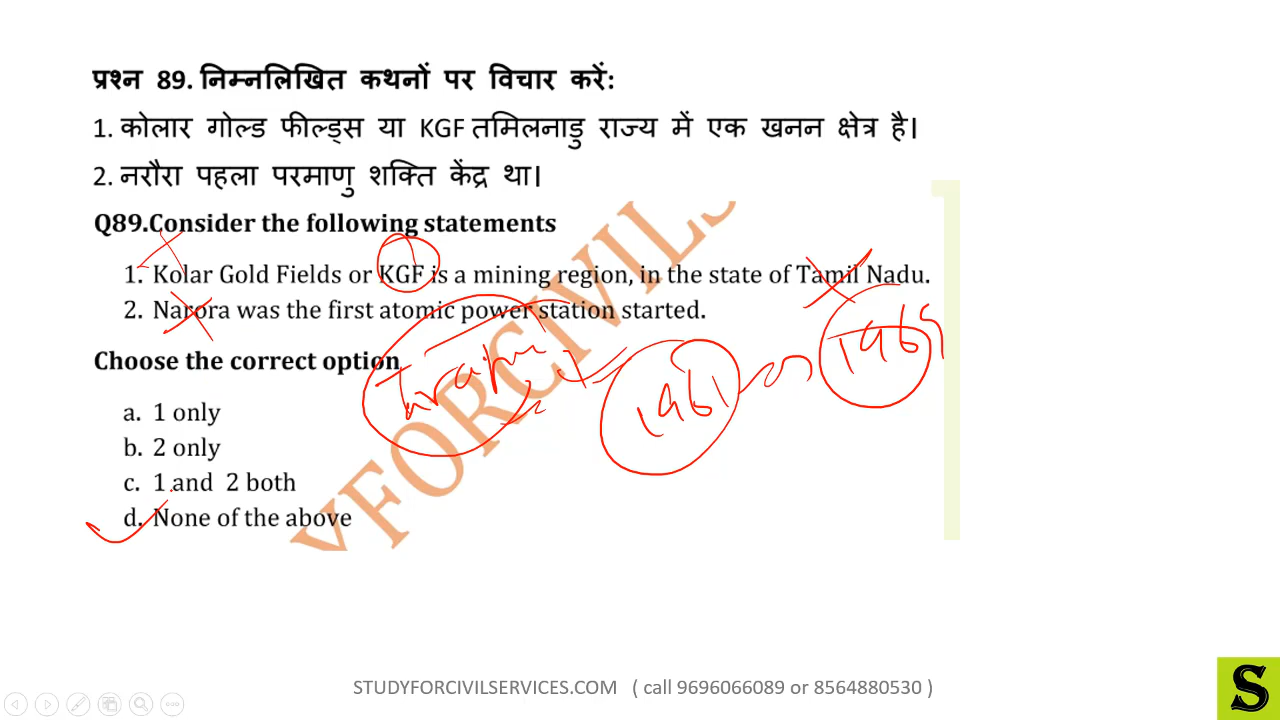 प्रश्न 89. निम्नलिखित कथनों पर विचार करें:
1. कोलार गोल्ड फील्ड्स या KGF तमिलनाडु राज्य में एक खनन क्षेत्र है।
2. नरौरा पहला परमाणु शक्ति केंद्र था।
Q89.Consider the following statements
1. Kolar Gold Fields or KGF is a mining region, in the state of Tamil Nadu.
2. Narora was the first atomic power station started.
Choose the correct option
a. 1 only
b. 2 only
c. 1 and 2 both
d. None of the above
1961
VFORCIVILS
STUDYFORCIVILSERVICES.COM ( call 9696066089 or 8564880530 )
S